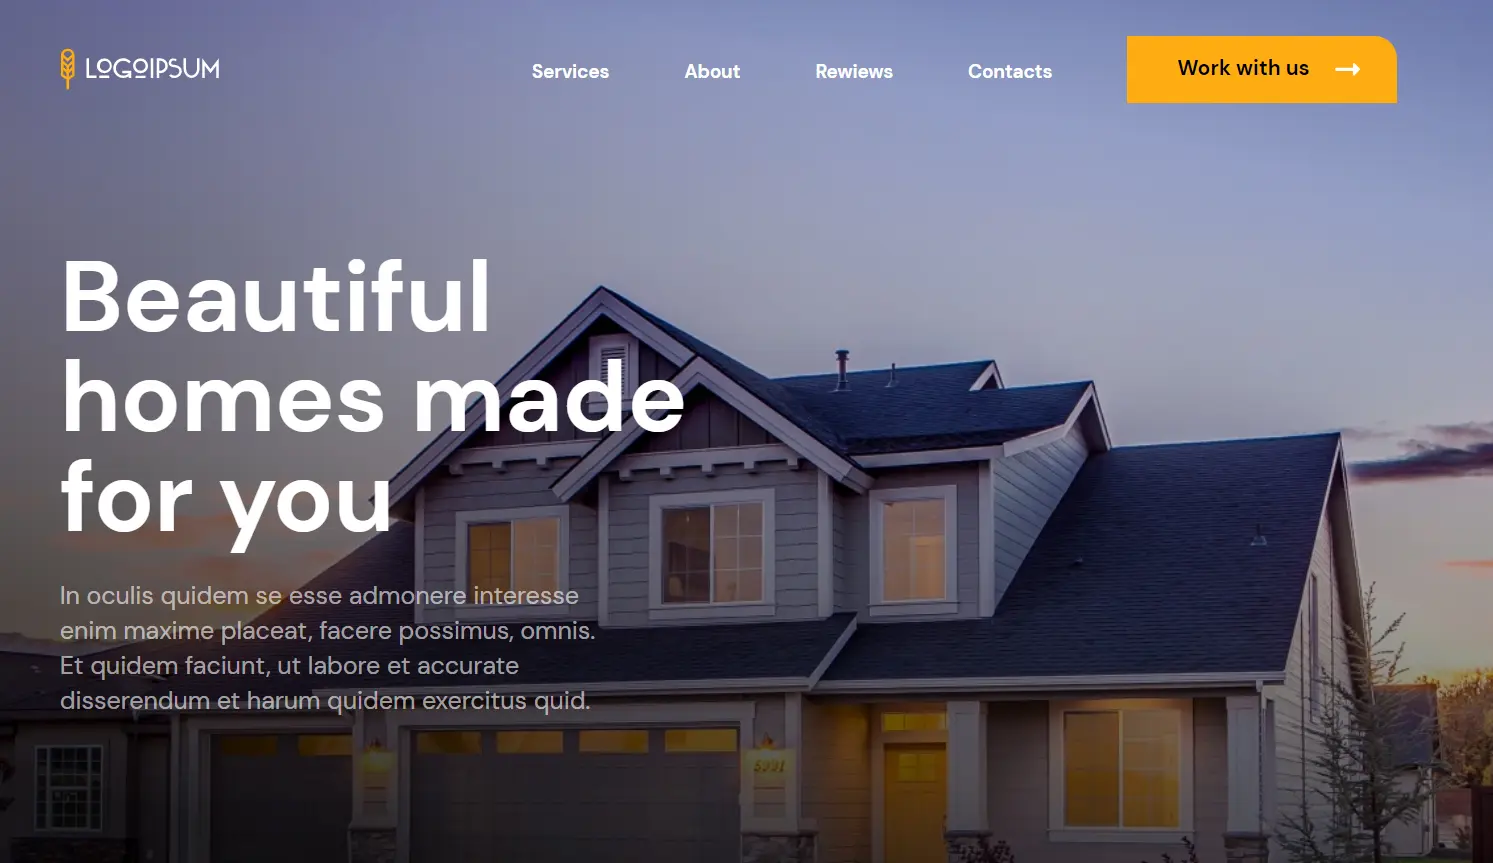 LOGOIPSUM
Services
About
Rewiews
Contacts
Work with us
Beautiful
homes made
for you
In oculis quidem se esse admonere interesse
enim maxime placeat, facere possimus, omnis.
Et quidem faciunt, ut labore et accurate
disserendum et harum quidem exercitus quid.